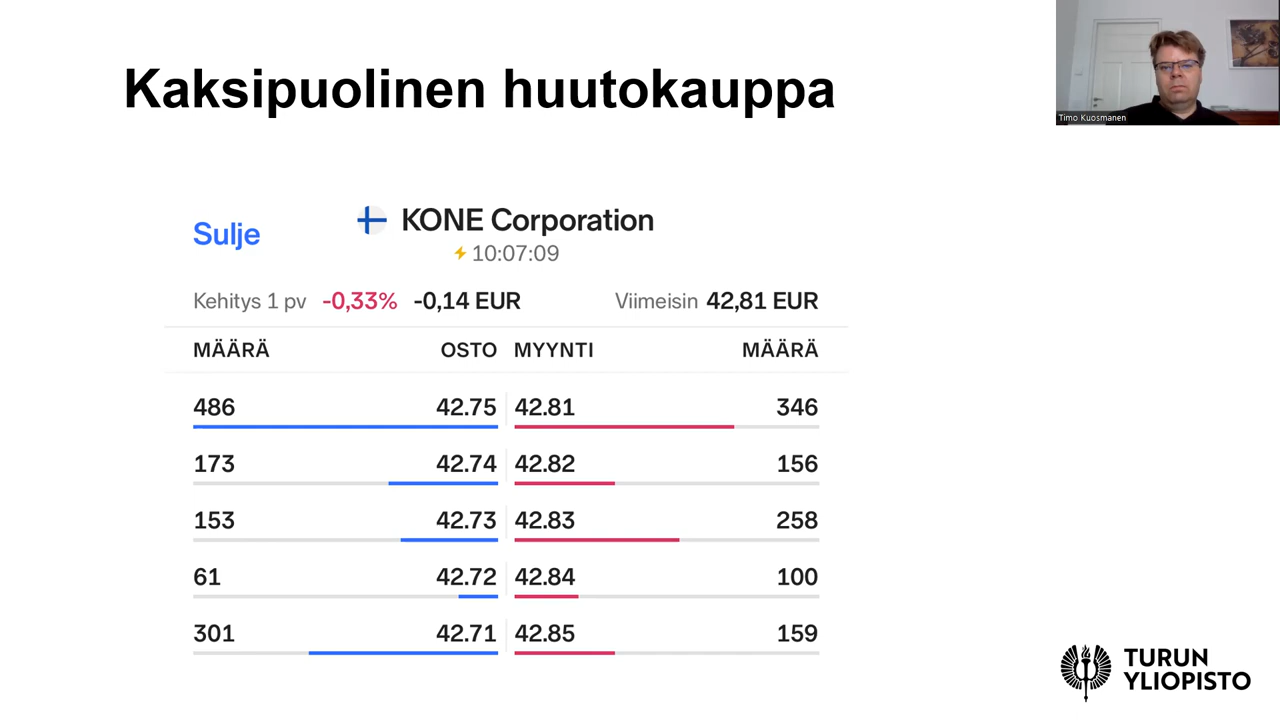 Kaksipuolinen huutokauppa
Timo Kuosmanen
Sulje
KONE Corporation
10:07:09
Kehitys 1 pv -0,33% -0,14 EUR Viimeisin 42,81 EUR
MÄÄRÄ OSTO MYYNTI MÄÄRÄ
486 42.75 42.81 346
173 42.74 42.82 156
153 42.73 42.83 258
61 42.72 42.84 100
301 42.71 42.85 159
TURUN
YLIOPISTO